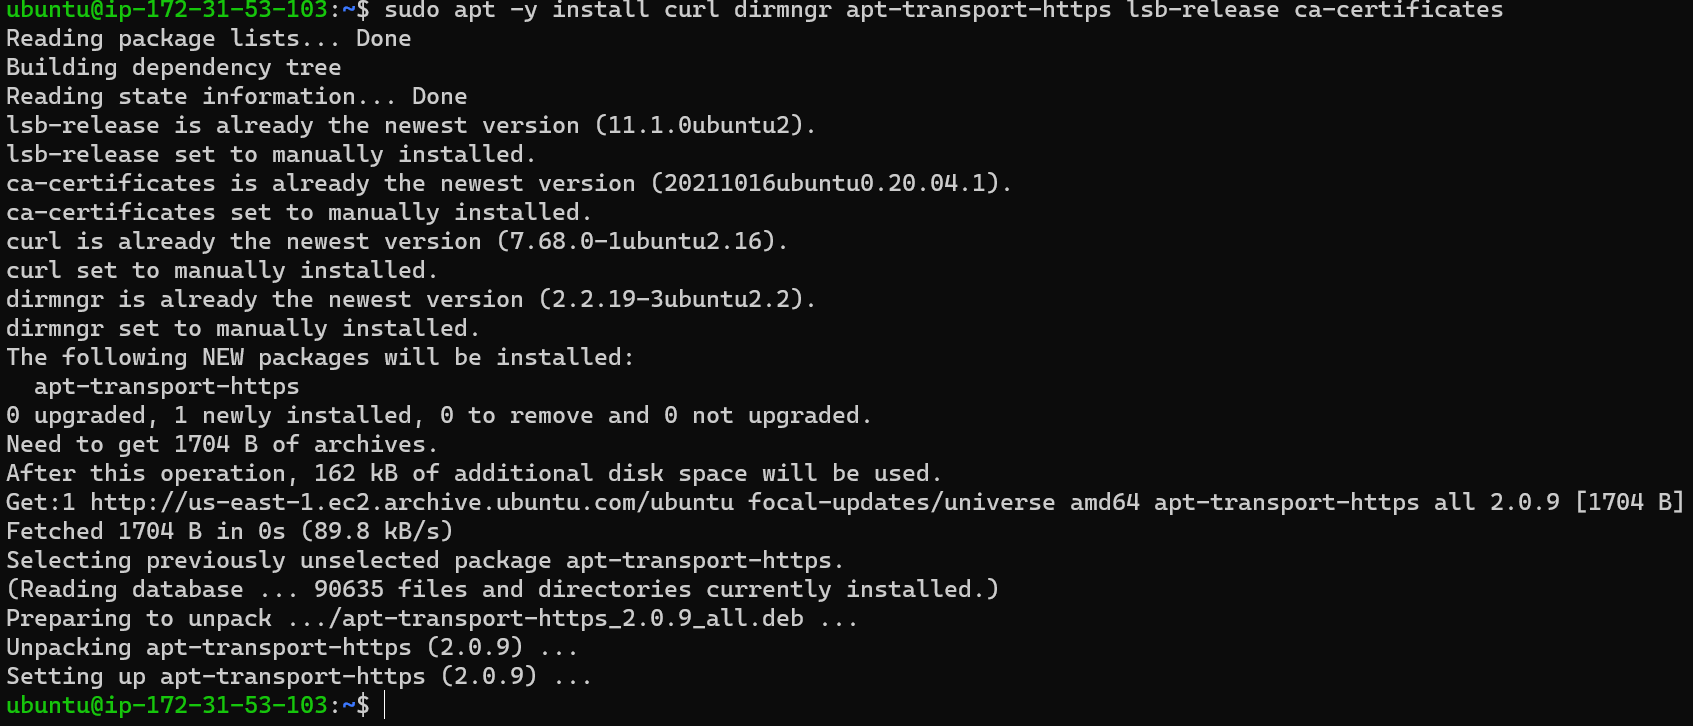 ubuntu@ip-172-31-53-103:~$ sudo apt -y install curl dirmngr apt-transport-https lsb-release ca-certificates
Reading package lists... Done
Building dependency tree
Reading state information... Done
lsb-release is already the newest version (11.1.0ubuntu2).
lsb-release set to manually installed.
ca-certificates is already the newest version (20211016ubuntu0.20.04.1).
ca-certificates set to manually installed.
curl is already the newest version (7.68.0-1ubuntu2.16).
curl set to manually installed.
dirmngr is already the newest version (2.2.19-3ubuntu2.2).
dirmngr set to manually installed.
The following NEW packages will be installed:
  apt-transport-https
0 upgraded, 1 newly installed, 0 to remove and 0 not upgraded.
Need to get 1704 B of archives.
After this operation, 162 kB of additional disk space will be used.
Get:1 http://us-east-1.ec2.archive.ubuntu.com/ubuntu focal-updates/universe amd64 apt-transport-https all 2.0.9 [1704 B]
Fetched 1704 B in 0s (89.8 kB/s)
Selecting previously unselected package apt-transport-https.
(Reading database ... 90635 files and directories currently installed.)
Preparing to unpack .../apt-transport-https_2.0.9_all.deb ...
Unpacking apt-transport-https (2.0.9) ...
Setting up apt-transport-https (2.0.9) ...
ubuntu@ip-172-31-53-103:~$